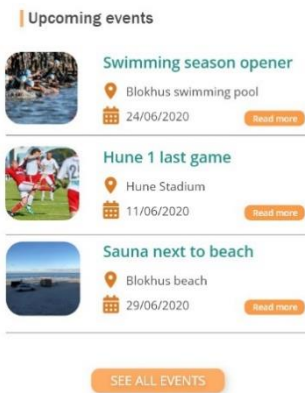 Upcoming events
Swimming season opener
Blokhus swimming pool
24/06/2020
Read more
Hune 1 last game
Hune Stadium
11/06/2020
Read more
Sauna next to beach
Blokhus beach
29/06/2020
Read more
SEE ALL EVENTS